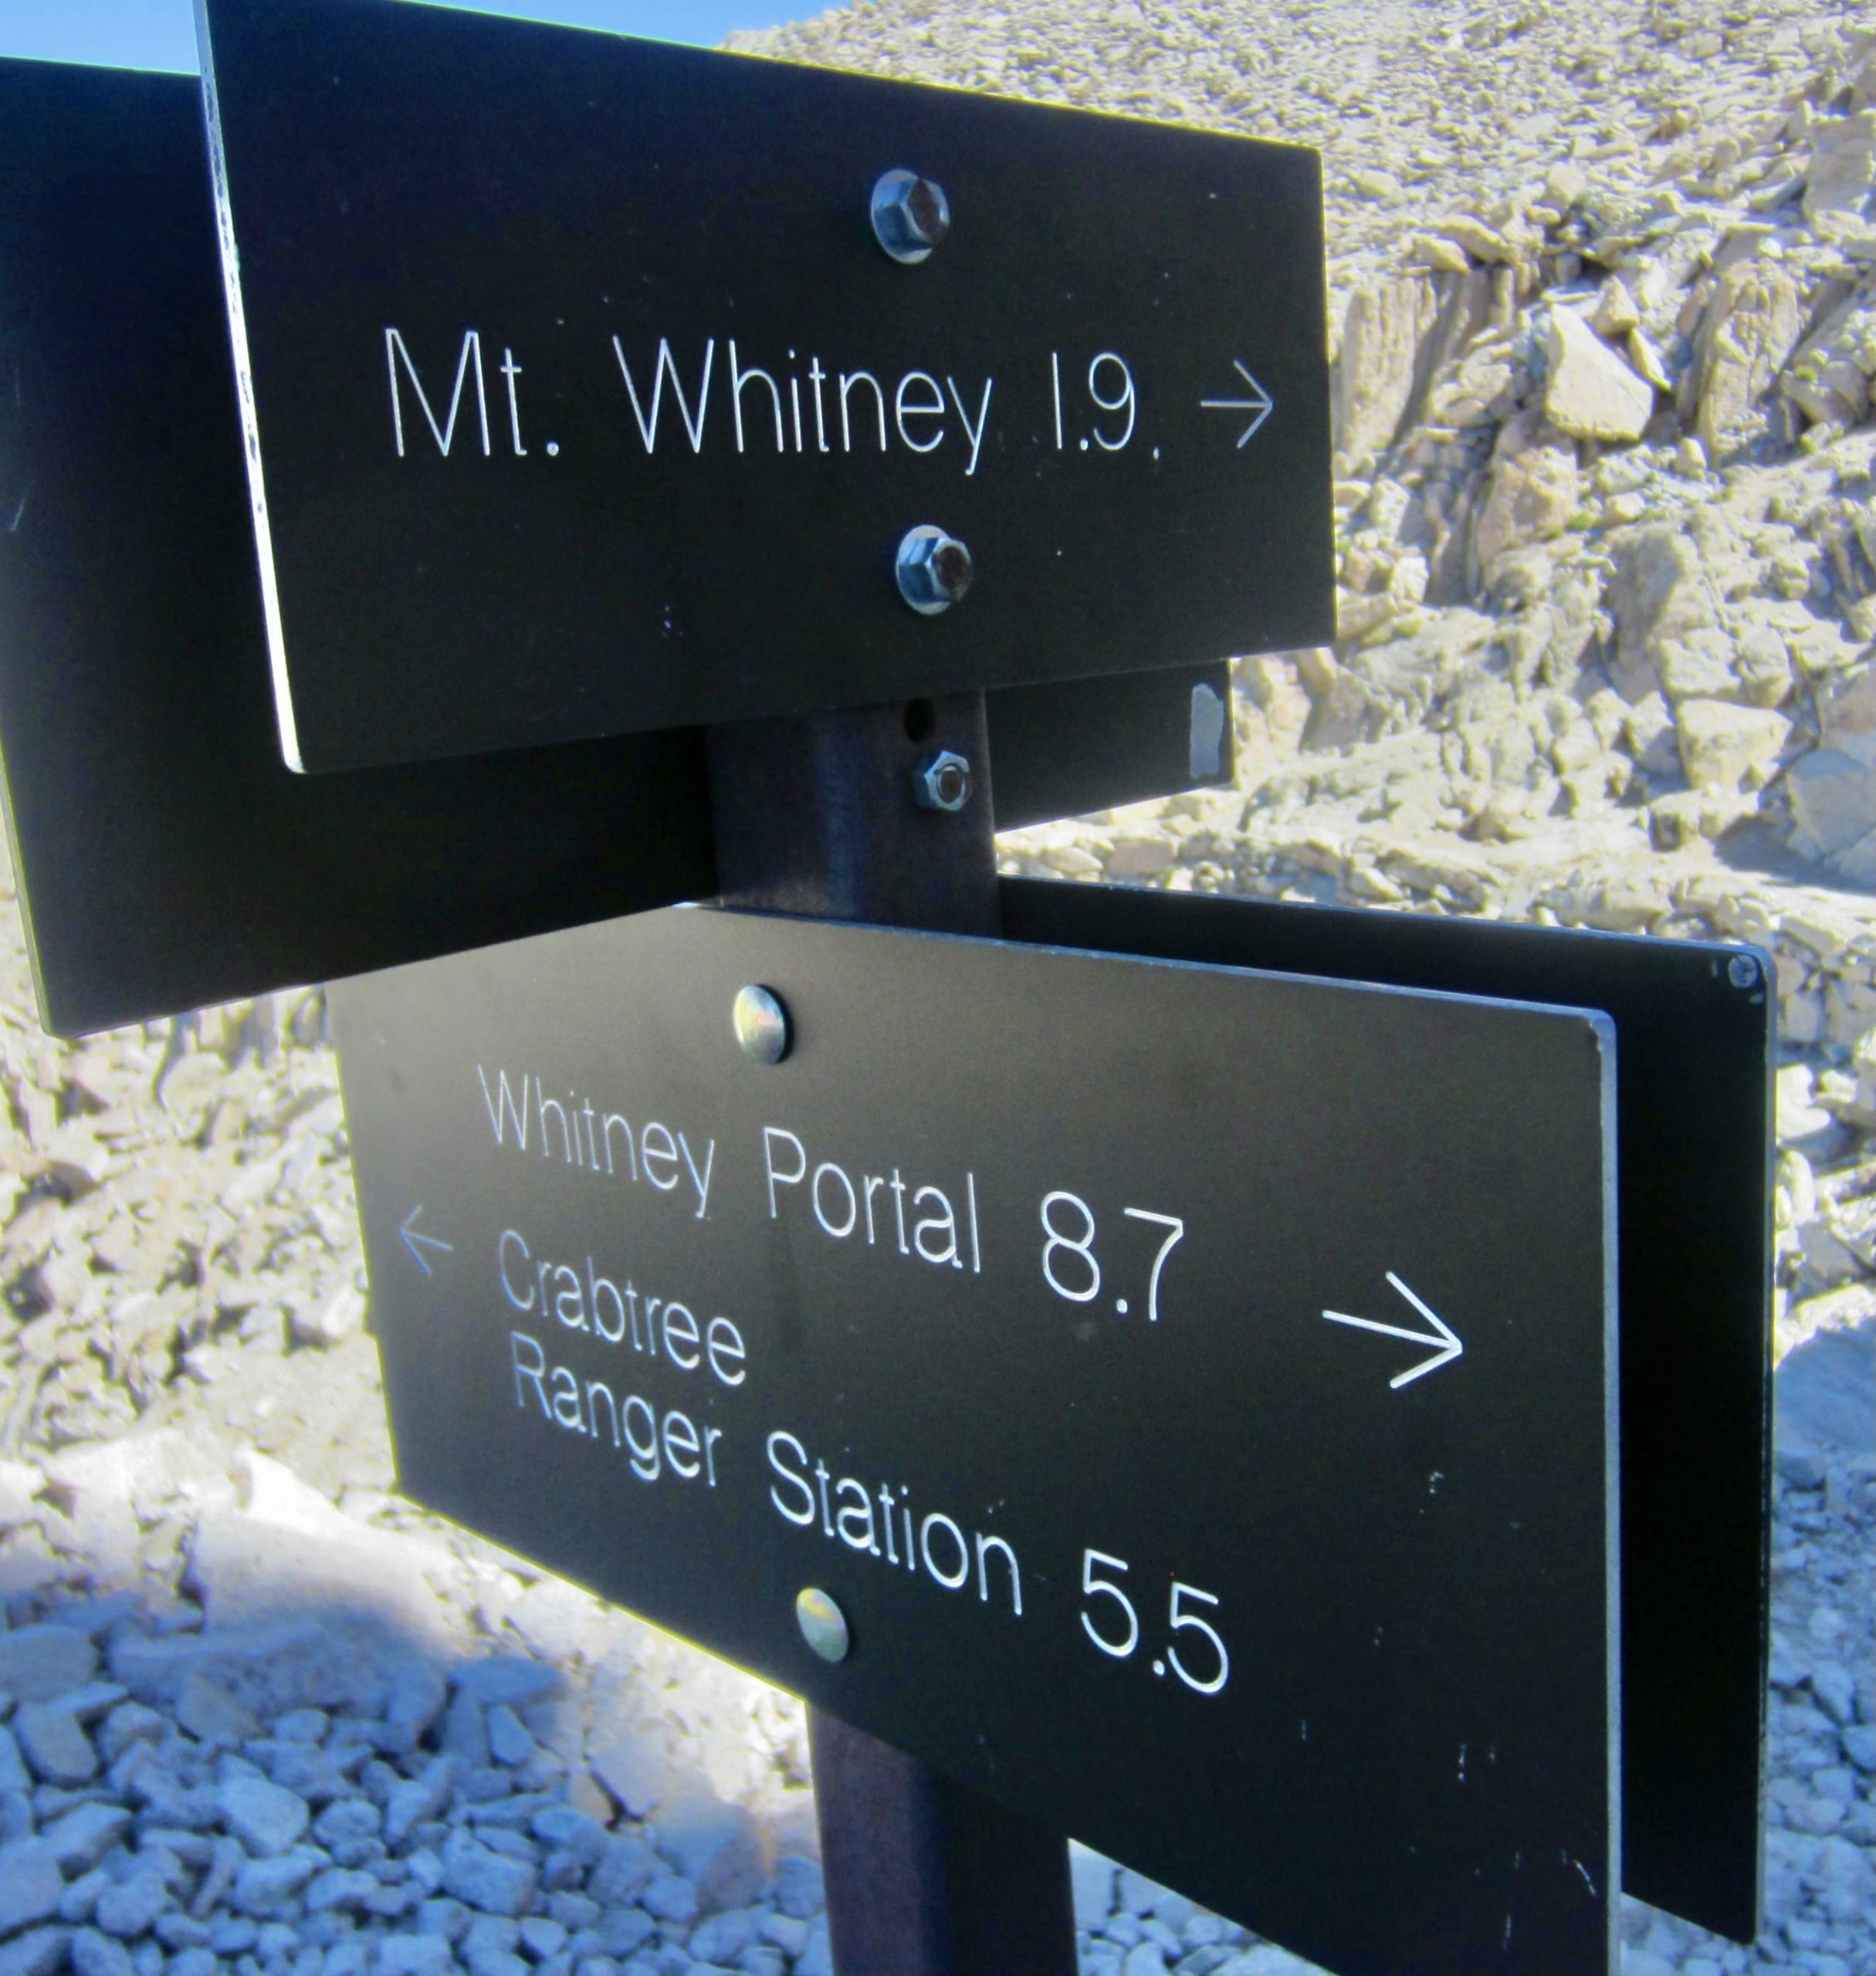 Mt. Whitney 1.9. →
Whitney Portal 8.7 →
← Crabtree
Ranger Station 5.5